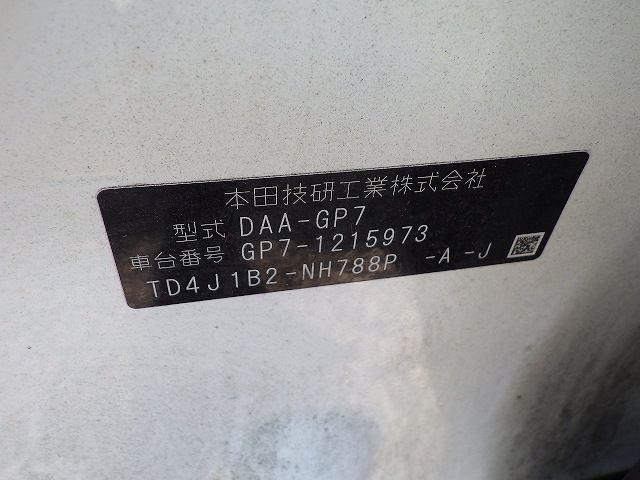 本田技研工業株式会社
型式 DAA-GP7
車台番号 GP7-1215973
TD4J1B2-NH788P -A -J